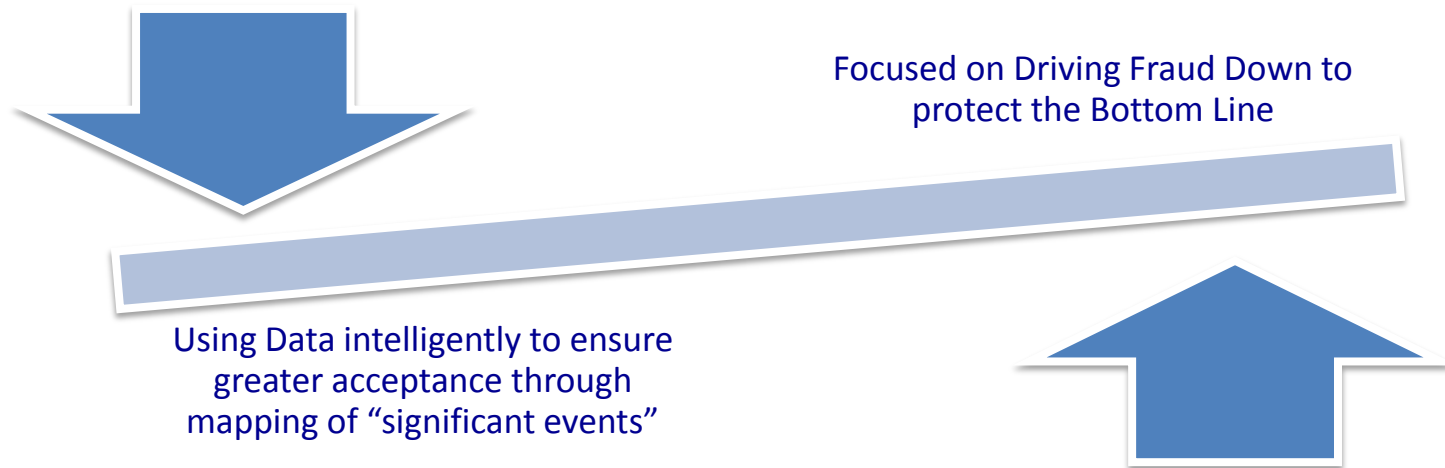 Focused on Driving Fraud Down to
protect the Bottom Line
Using Data intelligently to ensure
greater acceptance through
mapping of “significant events”